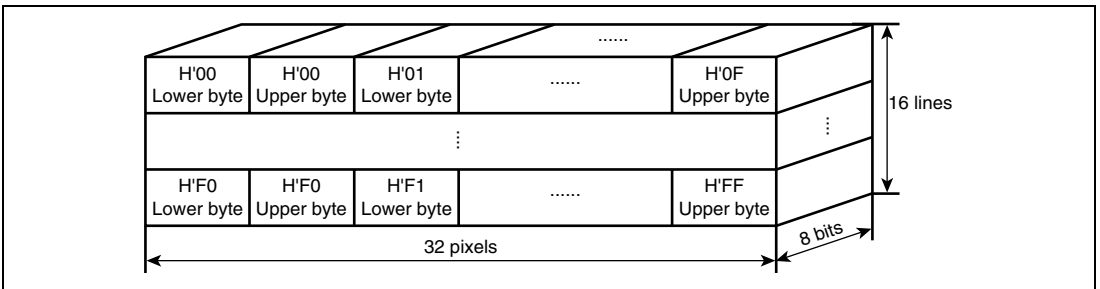 ......
H'00 H'00 H'01 H'0F
Lower byte Upper byte Lower byte ...... Upper byte
16 lines
H'F0 H'F0 H'F1 H'FF
Lower byte Upper byte Lower byte ...... Upper byte
32 pixels
8 bits